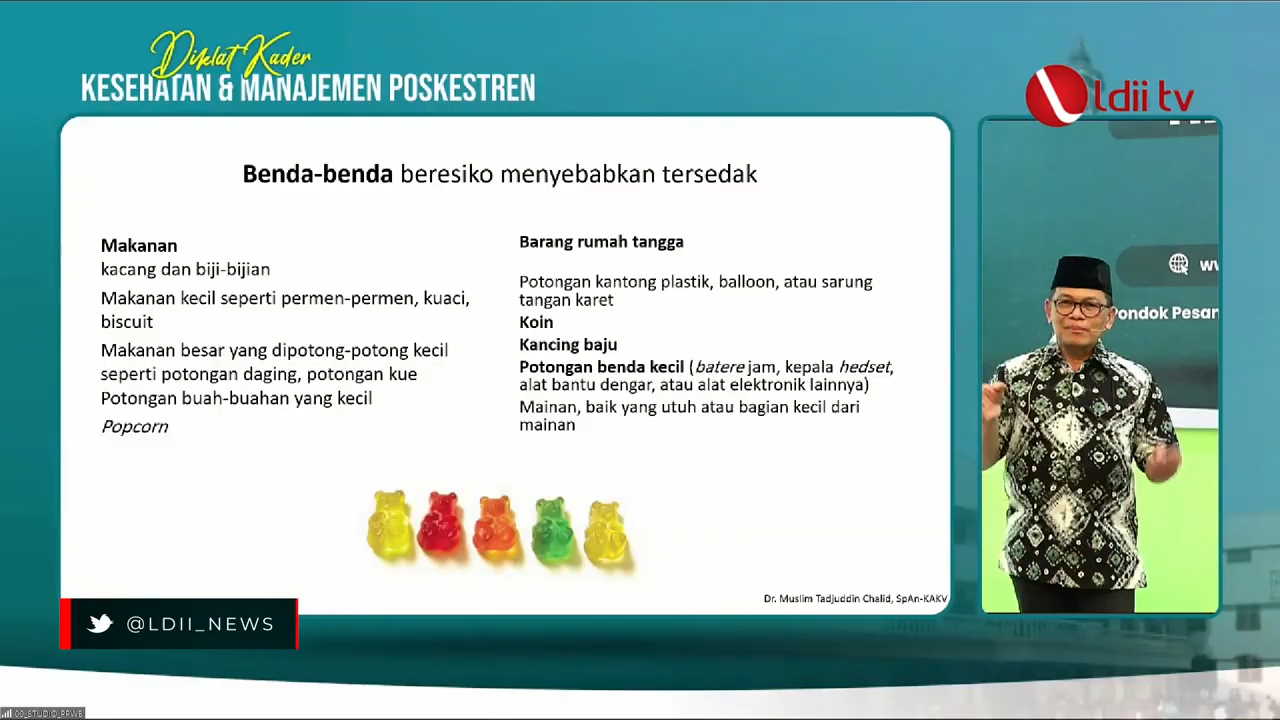 Diklat Kader
KESEHATAN & MANAJEMEN POSKESTREN
ldii tv
Benda-benda beresiko menyebabkan tersedak
Makanan
kacang dan biji-bijian
Makanan kecil seperti permen-permen, kuaci,
biscuit
Makanan besar yang dipotong-potong kecil
seperti potongan daging, potongan kue
Potongan buah-buahan yang kecil
Popcorn
Barang rumah tangga
Potongan kantong plastik, balloon, atau sarung
tangan karet
Koin
Kancing baju
Potongan benda kecil (batere jam, kepala hedset,
alat bantu dengar, atau alat elektronik lainnya)
Mainan, baik yang utuh atau bagian kecil dari
mainan
Dr. Muslim Tadjuddin Chalid, SpAn-KAKV
ondok Pesan
@LDII_NEWS
00_STUDIO_PPWB